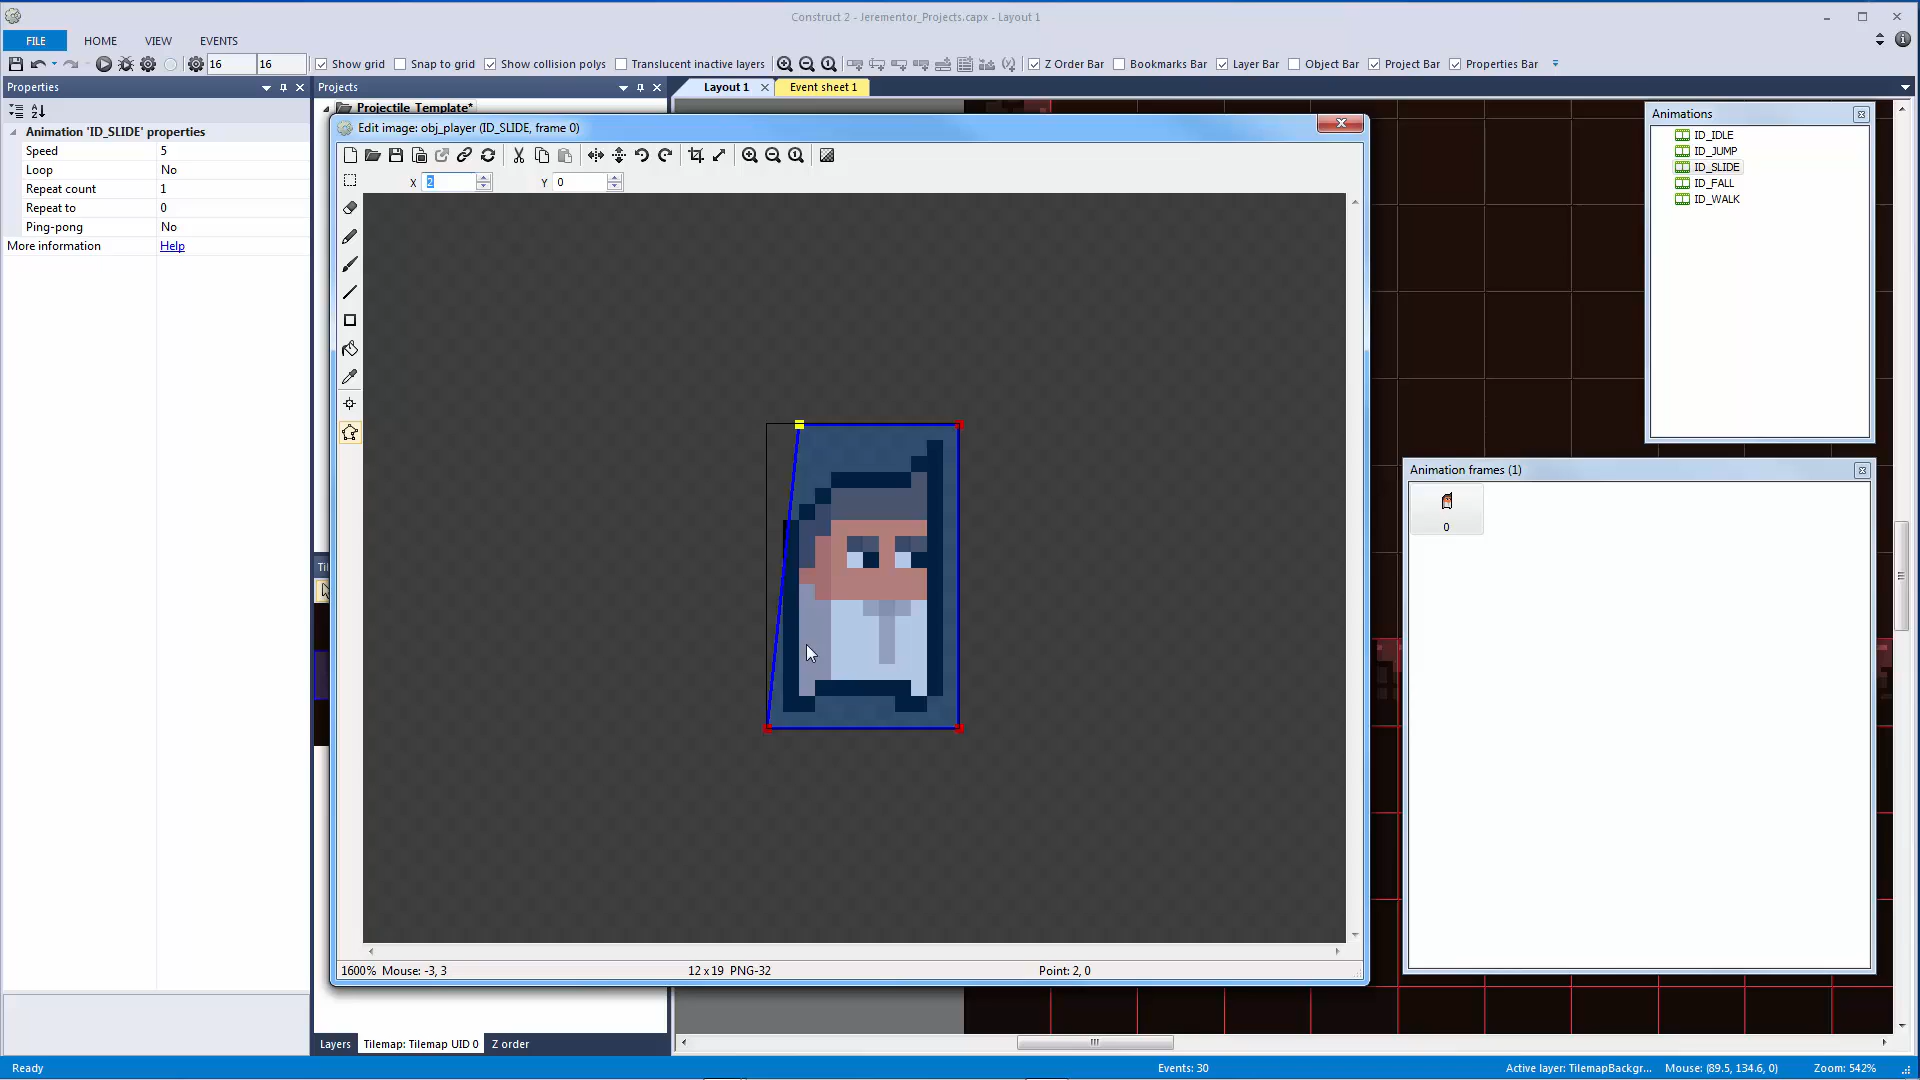 Construct 2 - Jerementor_Projects.capx - Layout 1
FILE HOME VIEW EVENTS
16 16 Show grid Snap to grid Show collision polys Translucent inactive layers Z Order Bar Bookmarks Bar Layer Bar Object Bar Project Bar Properties Bar
Properties
Projects
Layout 1
Event sheet 1
Projectile_Template*
Animation 'ID_SLIDE' properties
Speed 5
Loop No
Repeat count 1
Repeat to 0
Ping-pong No
More information Help
Edit image: obj_player (ID_SLIDE, frame 0)
X 2 Y 0
1600% Mouse: -3, 3
12 x 19 PNG-32
Point: 2, 0
Animations
ID_IDLE
ID_JUMP
ID_SLIDE
ID_FALL
ID_WALK
Animation frames (1)
0
Til
Layers Tilemap: Tilemap UID 0 Z order
Ready
Events: 30
Active layer: TilemapBackgr... Mouse: (89.5, 134.6, 0) Zoom: 542%